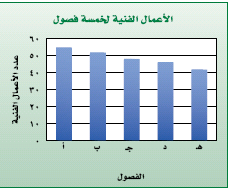 الأعمال الفنية لخمسة فصول
عدد الأعمال الفنية
٦٠
٥٠
٤٠
٣٠
٢٠
١٠
٠
أ ب جـ د هـ
الفصول